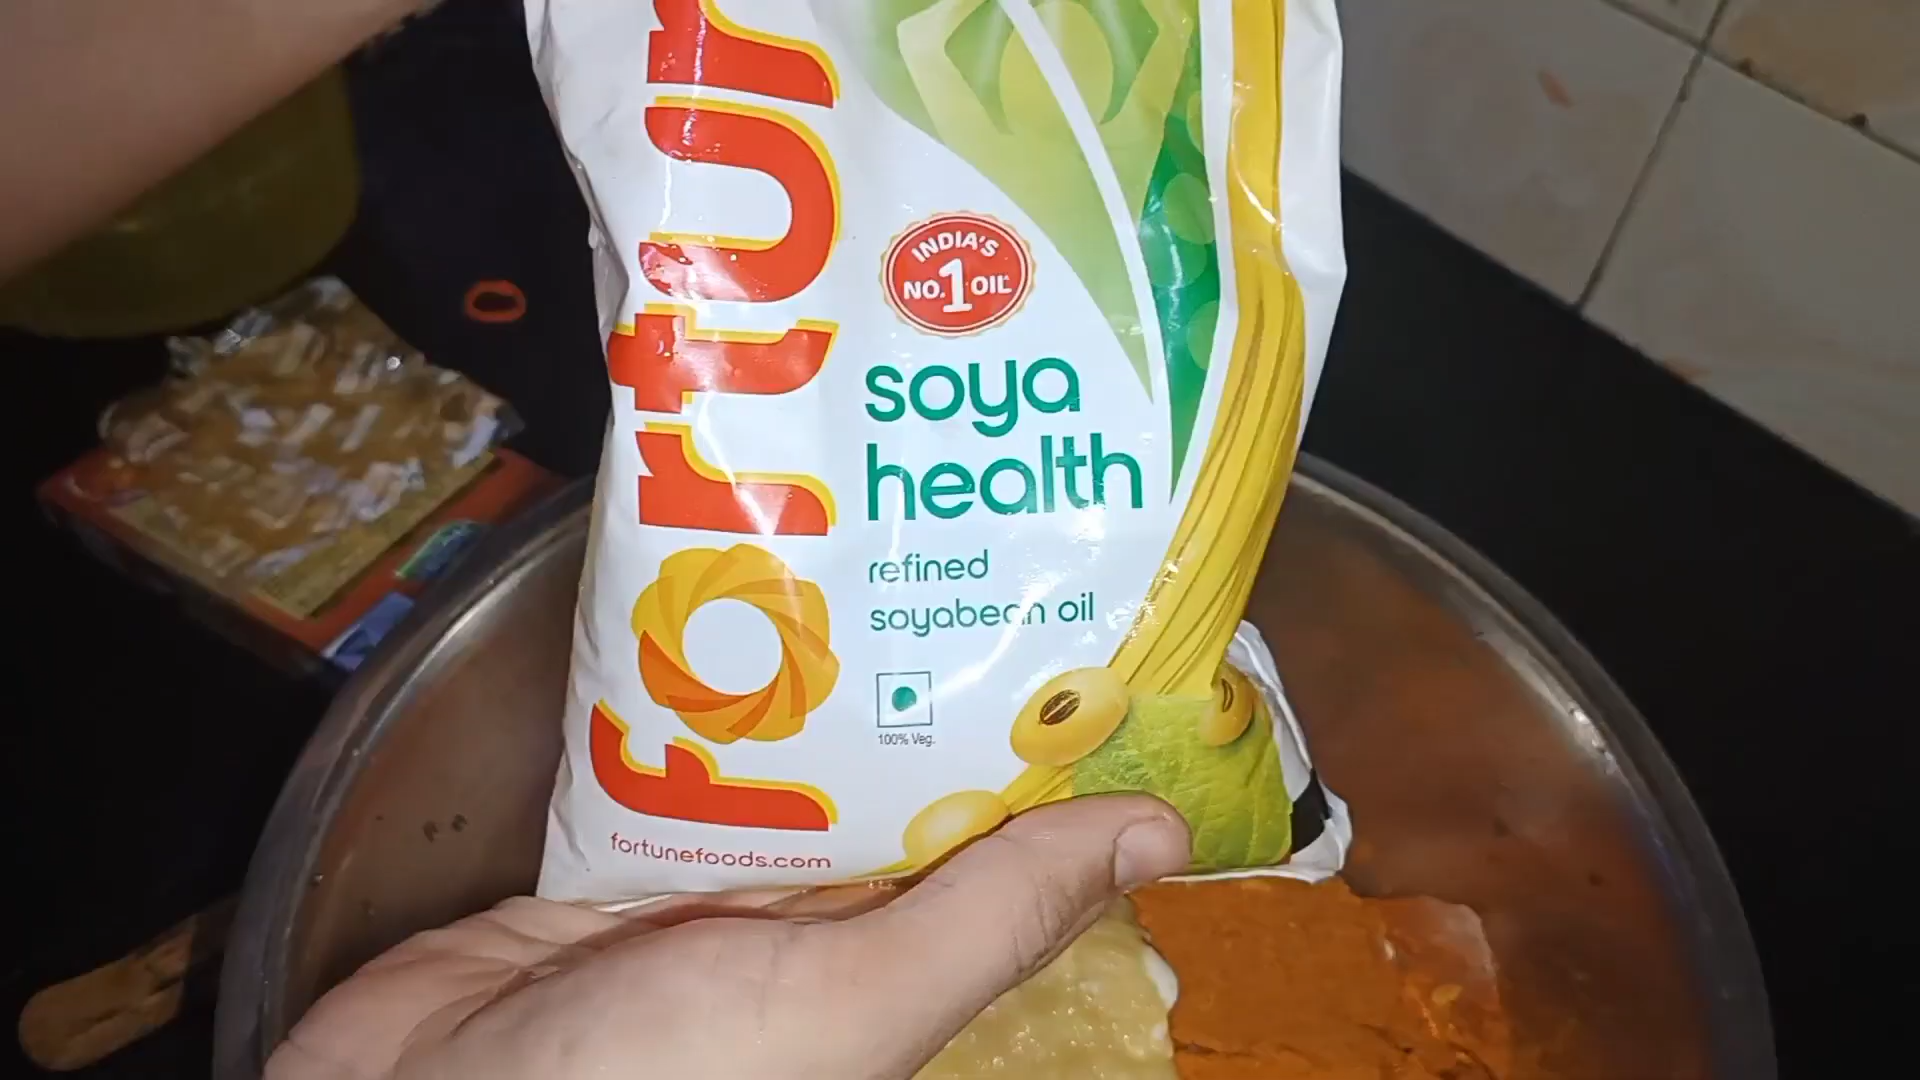 fortun
INDIA'S
NO. 1 OIL
soya
health
refined
soyabean oil
100% Veg.
fortunefoods.com